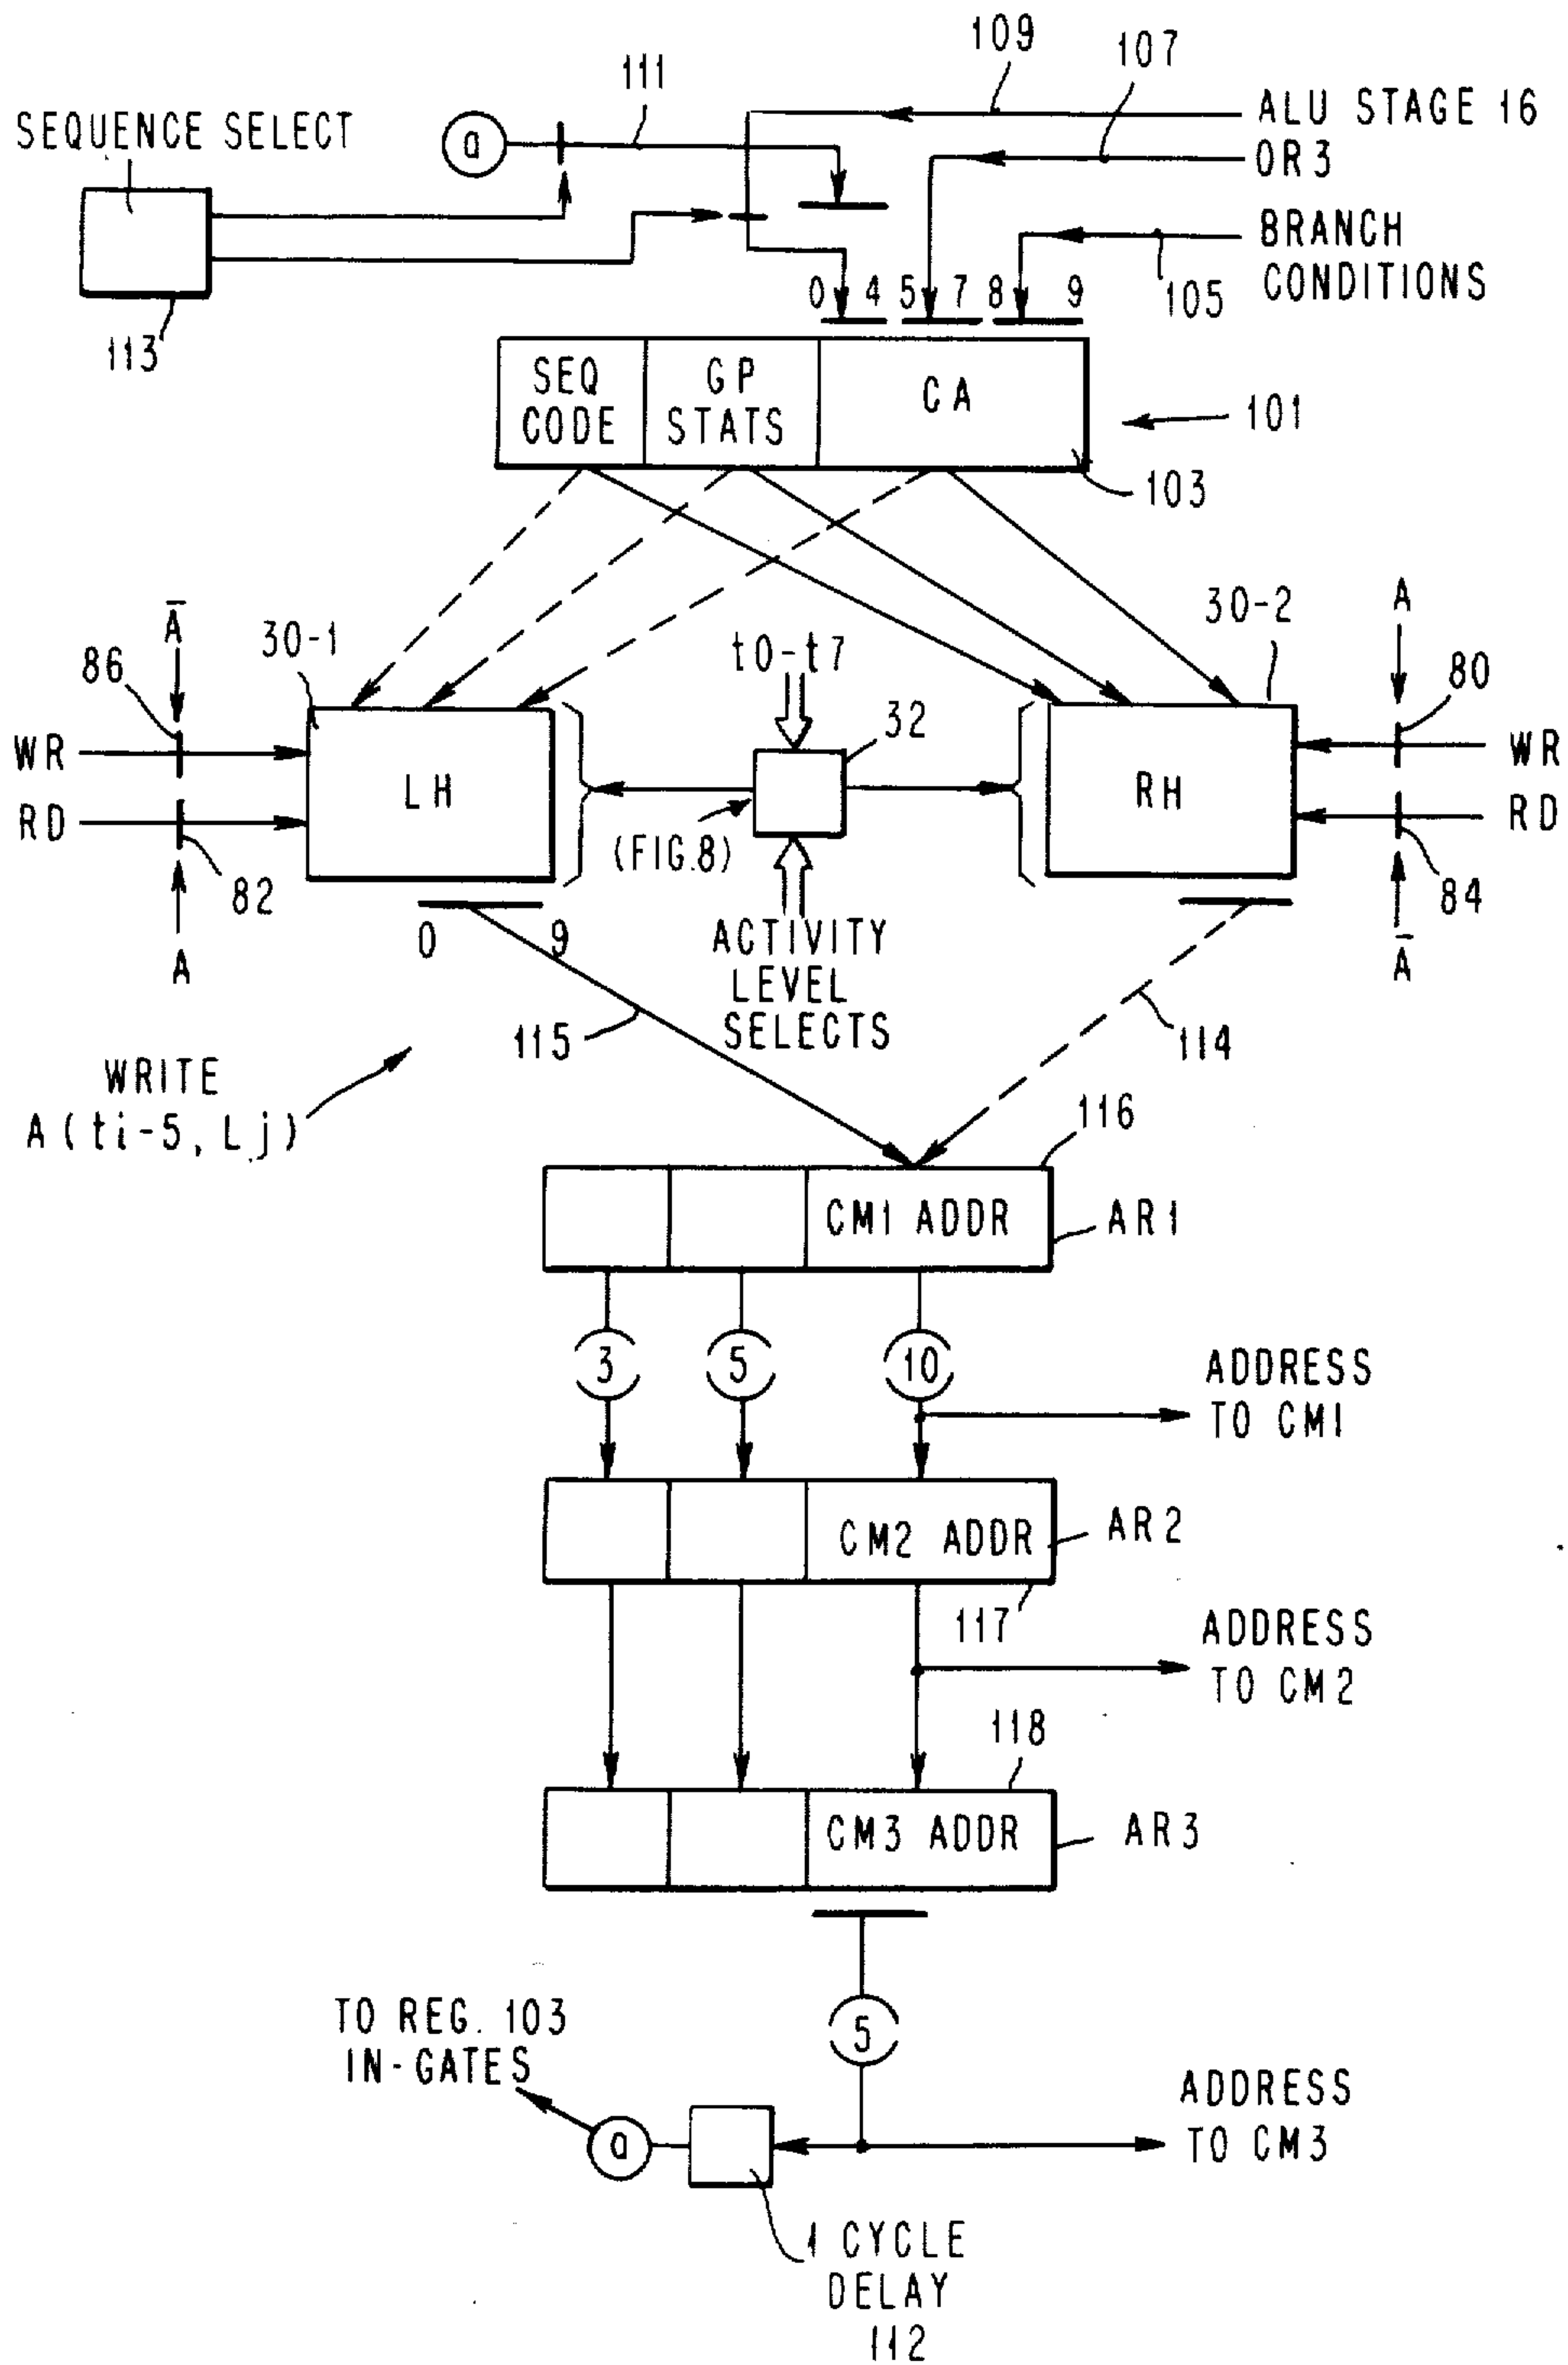 109
107
111
ALU STAGE 16
SEQUENCE SELECT
a
OR3
BRANCH
CONDITIONS
0 4 5 7 8 9
105
113
SEQ
CODE
GP
STATS
CA
101
103
Ā
30-1
t0-t7
30-2
A
86
80
32
WR
WR
LH
RH
RD
RD
(FIG.8)
82
84
0 9
A
ACTIVITY
LEVEL
SELECTS
Ā
115
114
WRITE
A(ti-5, Lj)
116
CM1 ADDR
AR1
3
5
10
ADDRESS
TO CM1
CM2 ADDR
AR2
117
ADDRESS
TO CM2
118
CM3 ADDR
AR3
5
TO REG. 103
IN-GATES
ADDRESS
TO CM3
a
1 CYCLE
DELAY
112